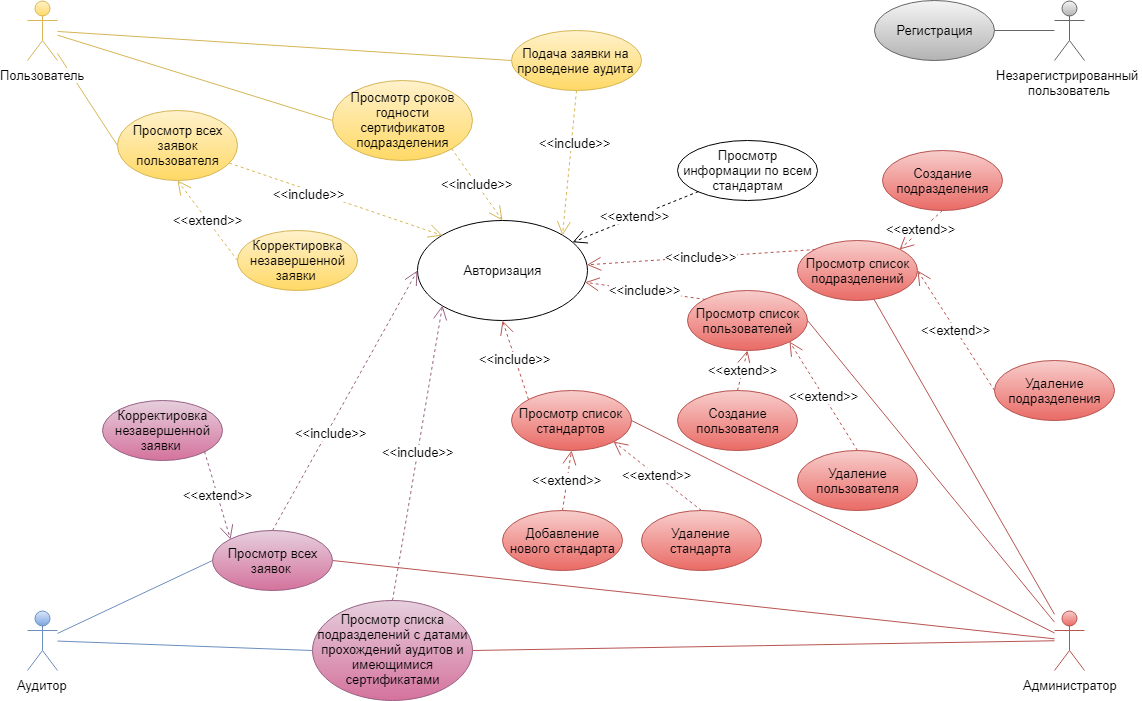 Пользователь
Подача заявки на
проведение аудита
Регистрация
Незарегистрированный
пользователь
Просмотр сроков
годности
сертификатов
подразделения
Просмотр всех
заявок
пользователя
<<include>>
<<include>>
<<include>>
<<extend>>
Корректировка
незавершенной
заявки
Просмотр
информации по всем
стандартам
<<extend>>
Создание
подразделения
<<extend>>
Авторизация
<<include>>
Просмотр список
подразделений
<<include>>
Просмотр список
пользователей
<<extend>>
<<include>>
<<extend>>
<<extend>>
Удаление
подразделения
Корректировка
незавершенной
заявки
<<include>>
<<include>>
Просмотр список
стандартов
Создание
пользователя
<<extend>>
<<extend>>
<<extend>>
Удаление
пользователя
Добавление
нового стандарта
Удаление
стандарта
Просмотр всех
заявок
Аудитор
Просмотр списка
подразделений с датами
прохождений аудитов и
имеющимися
сертификатами
Администратор